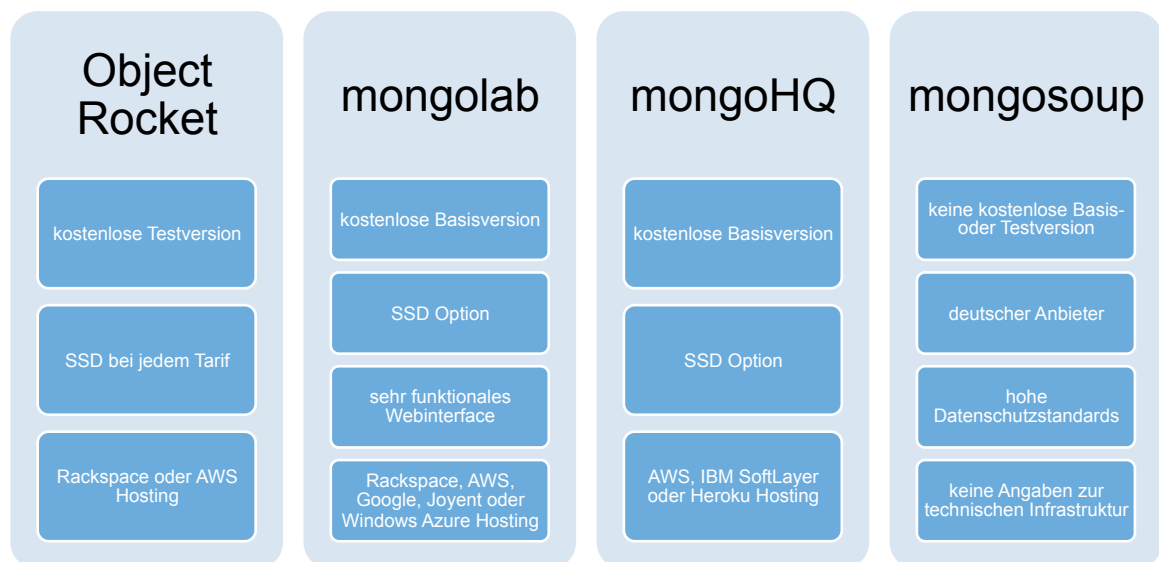 Object
Rocket
kostenlose Testversion
SSD bei jedem Tarif
Rackspace oder AWS
Hosting
mongolab
kostenlose Basisversion
SSD Option
sehr funktionales
Webinterface
Rackspace, AWS,
Google, Joyent oder
Windows Azure Hosting
mongoHQ
kostenlose Basisversion
SSD Option
AWS, IBM SoftLayer
oder Heroku Hosting
mongosoup
keine kostenlose Basis-
oder Testversion
deutscher Anbieter
hohe
Datenschutzstandards
keine Angaben zur
technischen Infrastruktur